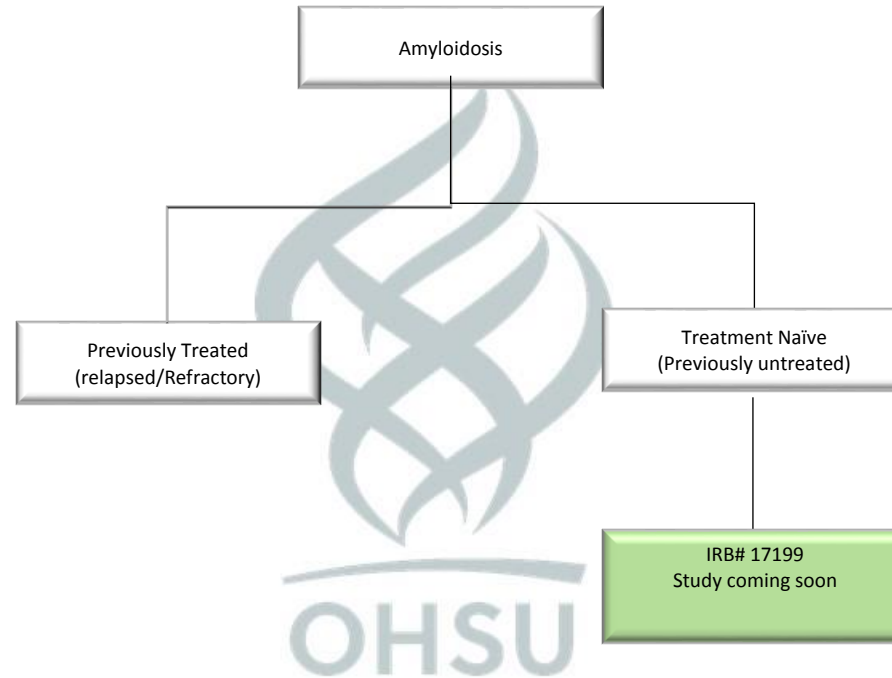 Amyloidosis
Previously Treated
(relapsed/Refractory)
Treatment Naïve
(Previously untreated)
IRB# 17199
Study coming soon
OHSU